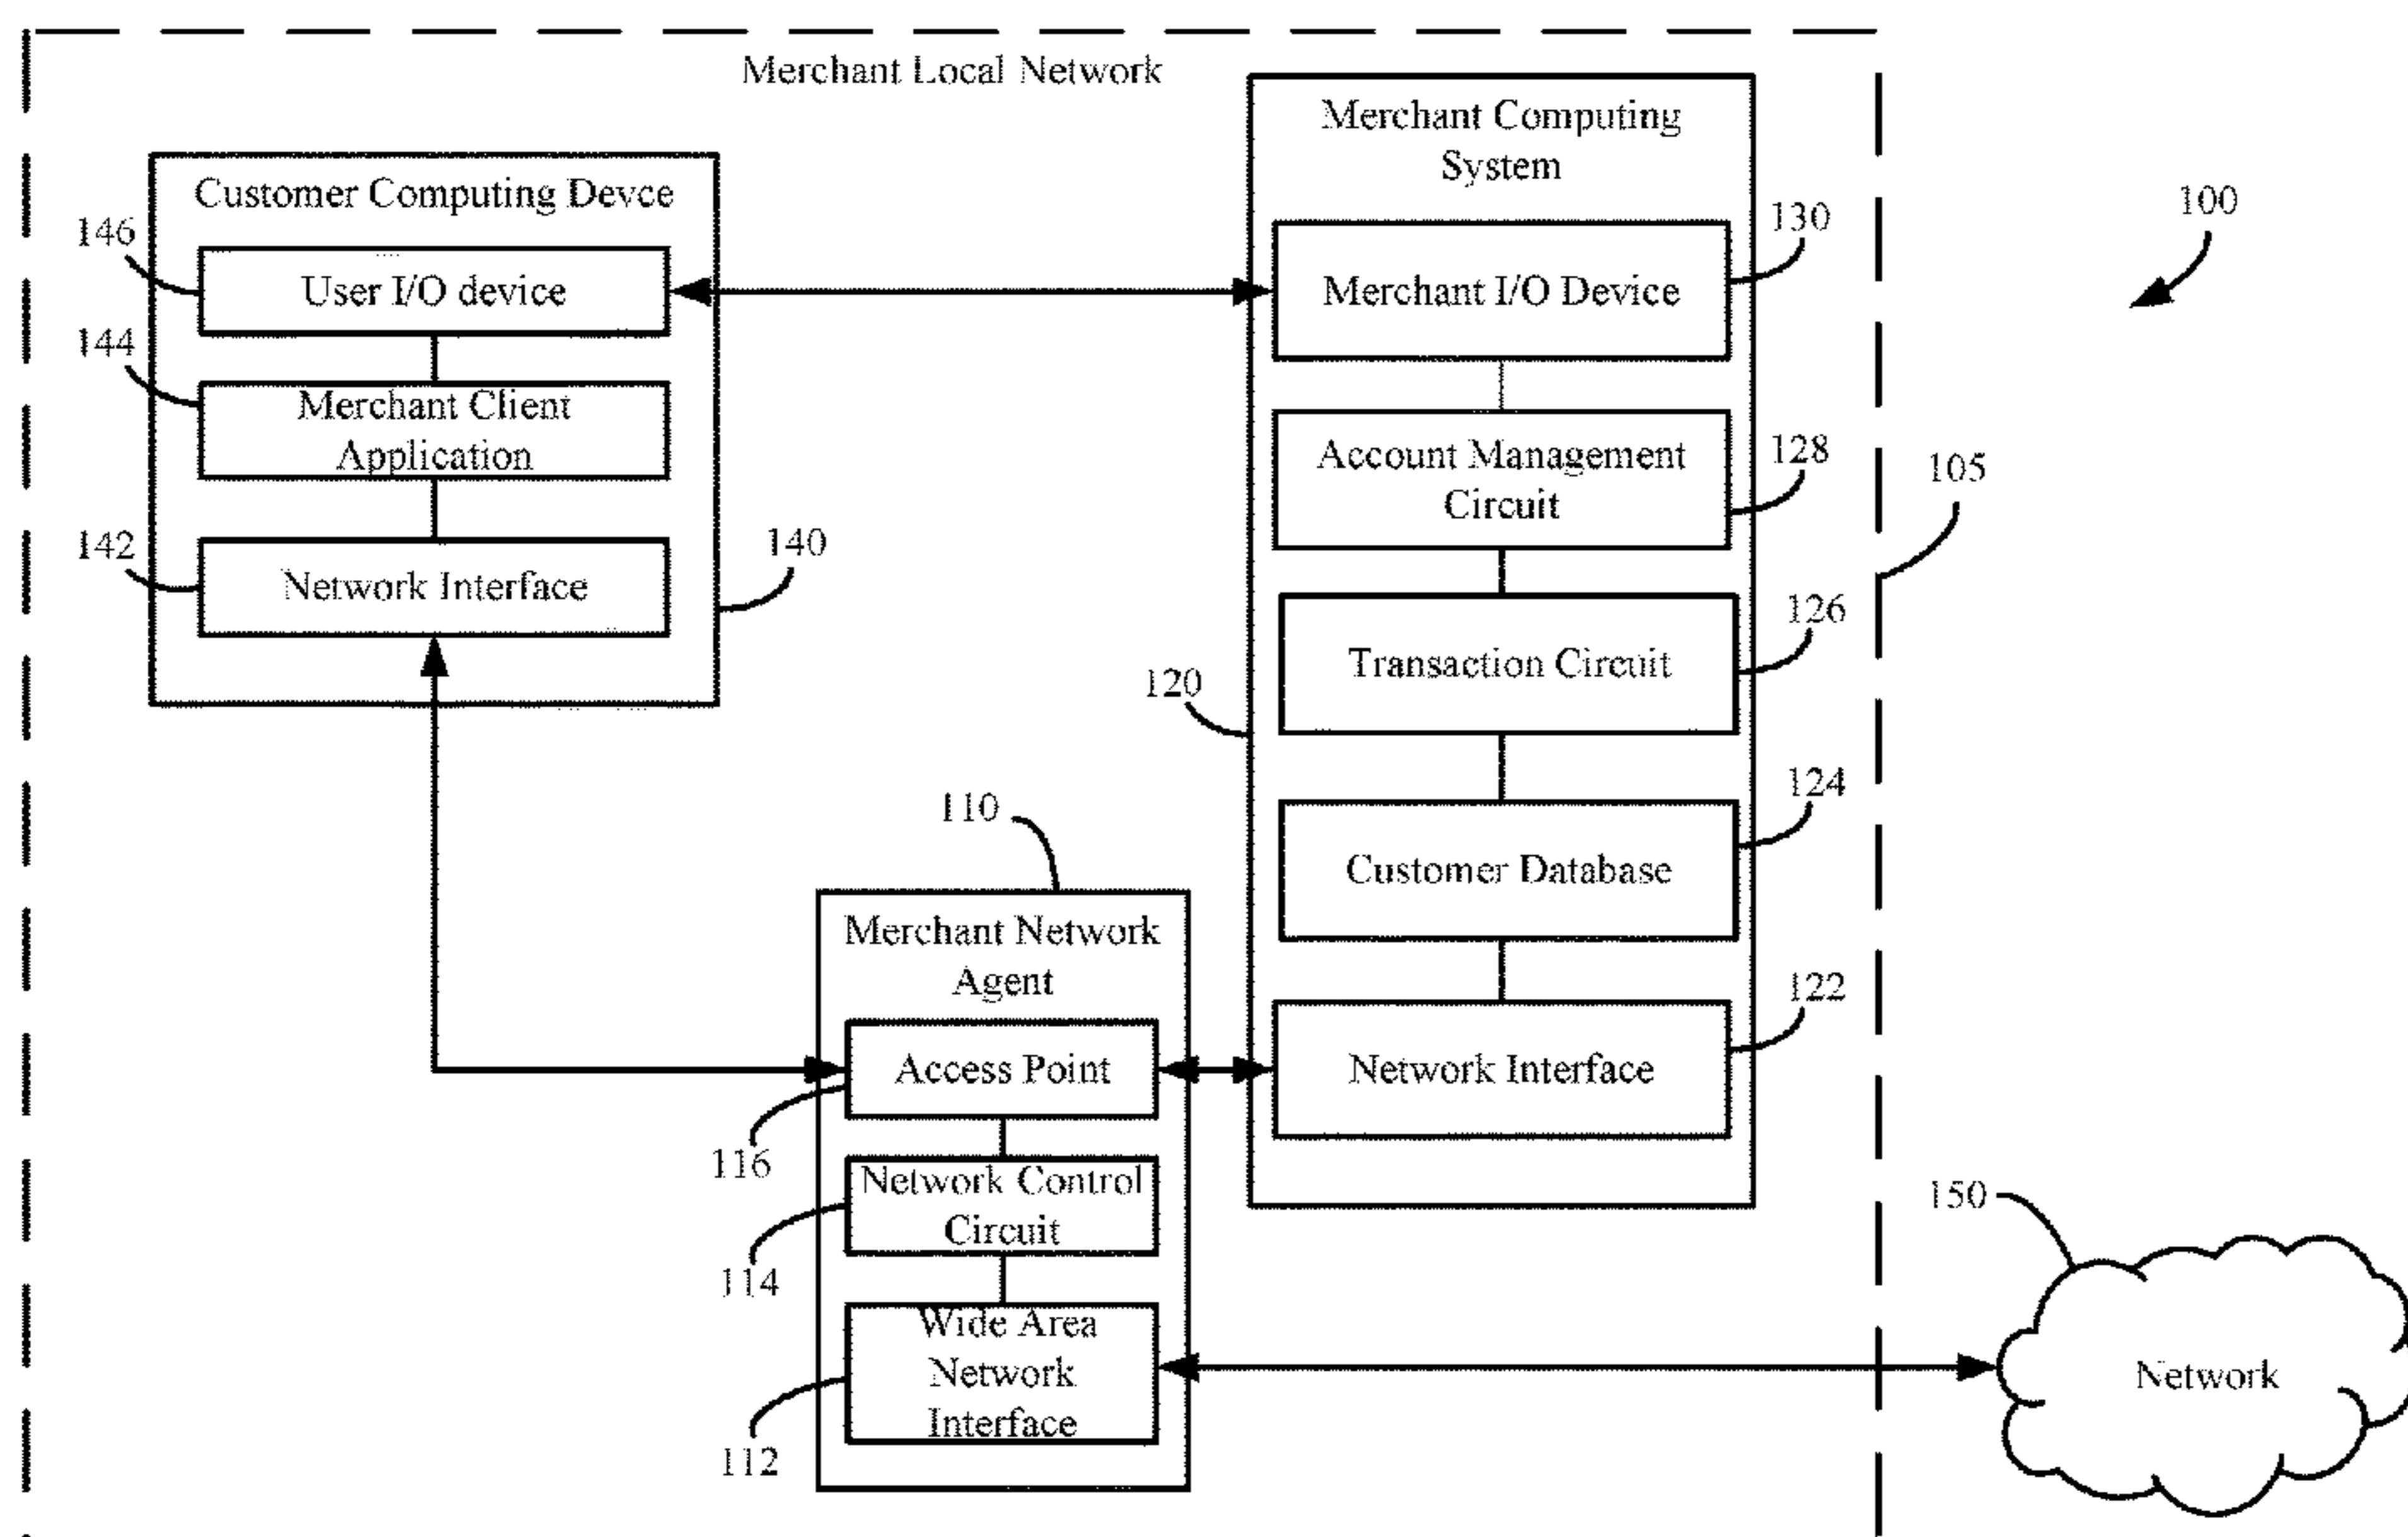 Merchant Local Network
Customer Computing Devce
146
User I/O device
144
Merchant Client
Application
142
Network Interface
140
Merchant Computing
System
130
Merchant I/O Device
128
Account Management
Circuit
126
Transaction Circuit
120
124
Customer Database
122
Network Interface
100
105
110
Merchant Network
Agent
Access Point
116
Network Control
Circuit
114
Wide Area
Network
Interface
112
150
Network